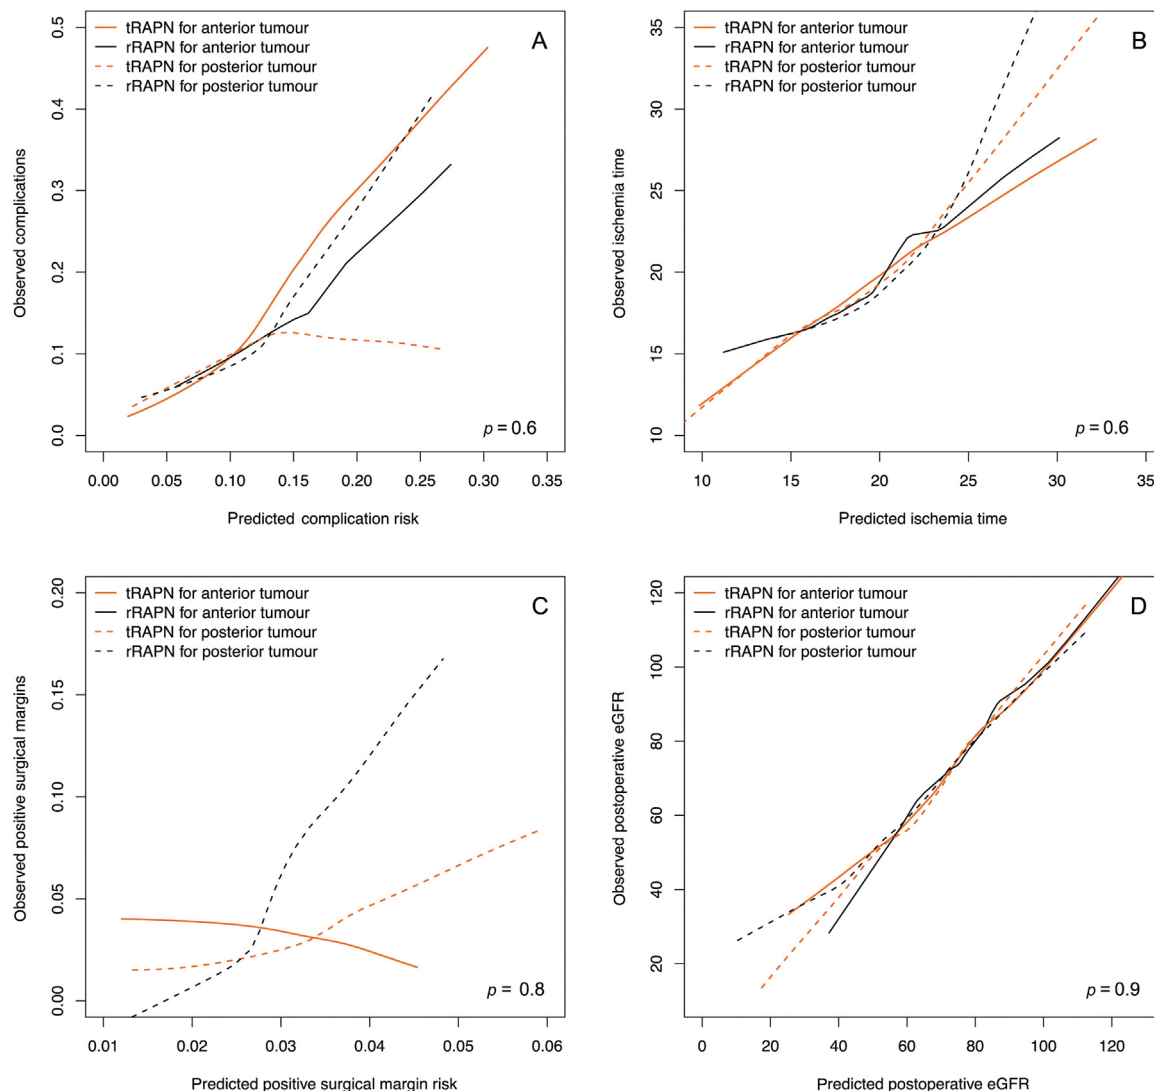 A
tRAPN for anterior tumour
rRAPN for anterior tumour
tRAPN for posterior tumour
rRAPN for posterior tumour
Observed complications
0.5
0.4
0.3
0.2
0.1
0.0
p = 0.6
0.00 0.05 0.10 0.15 0.20 0.25 0.30 0.35
Predicted complication risk
B
tRAPN for anterior tumour
rRAPN for anterior tumour
tRAPN for posterior tumour
rRAPN for posterior tumour
Observed ischemia time
35
30
25
20
15
10
p = 0.6
10 15 20 25 30 35
Predicted ischemia time
C
tRAPN for anterior tumour
rRAPN for anterior tumour
tRAPN for posterior tumour
rRAPN for posterior tumour
Observed positive surgical margins
0.20
0.15
0.10
0.05
0.00
p = 0.8
0.01 0.02 0.03 0.04 0.05 0.06
Predicted positive surgical margin risk
D
tRAPN for anterior tumour
rRAPN for anterior tumour
tRAPN for posterior tumour
rRAPN for posterior tumour
Observed postoperative eGFR
120
100
80
60
40
20
p = 0.9
0 20 40 60 80 100 120
Predicted postoperative eGFR